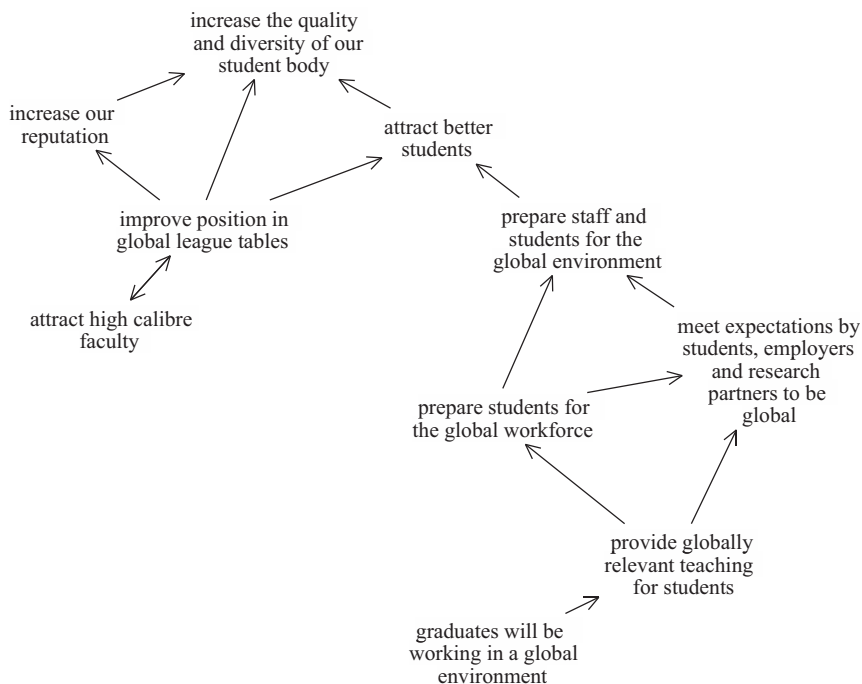 increase the quality
and diversity of our
student body
increase our
reputation
attract better
students
improve position in
global league tables
prepare staff and
students for the
global environment
attract high calibre
faculty
meet expectations by
students, employers
and research
partners to be
global
prepare students for
the global workforce
provide globally
relevant teaching
for students
graduates will be
working in a global
environment